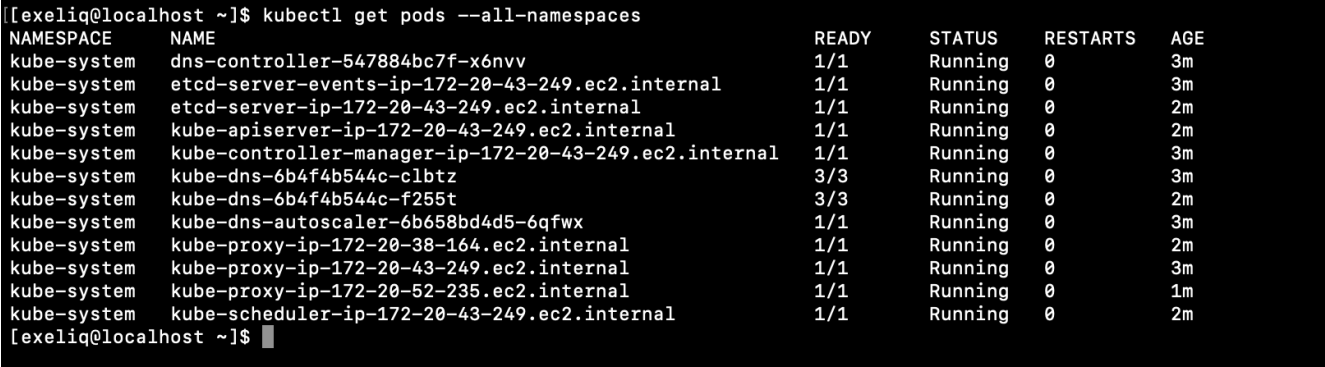 [[exeliq@localhost ~]$ kubectl get pods --all-namespaces
NAMESPACE NAME READY STATUS RESTARTS AGE
kube-system dns-controller-547884bc7f-x6nvv 1/1 Running 0 3m
kube-system etcd-server-events-ip-172-20-43-249.ec2.internal 1/1 Running 0 3m
kube-system etcd-server-ip-172-20-43-249.ec2.internal 1/1 Running 0 2m
kube-system kube-apiserver-ip-172-20-43-249.ec2.internal 1/1 Running 0 2m
kube-system kube-controller-manager-ip-172-20-43-249.ec2.internal 1/1 Running 0 3m
kube-system kube-dns-6b4f4b544c-clbtz 3/3 Running 0 3m
kube-system kube-dns-6b4f4b544c-f255t 3/3 Running 0 2m
kube-system kube-dns-autoscaler-6b658bd4d5-6qfwx 1/1 Running 0 3m
kube-system kube-proxy-ip-172-20-38-164.ec2.internal 1/1 Running 0 2m
kube-system kube-proxy-ip-172-20-43-249.ec2.internal 1/1 Running 0 3m
kube-system kube-proxy-ip-172-20-52-235.ec2.internal 1/1 Running 0 1m
kube-system kube-scheduler-ip-172-20-43-249.ec2.internal 1/1 Running 0 2m
[exeliq@localhost ~]$